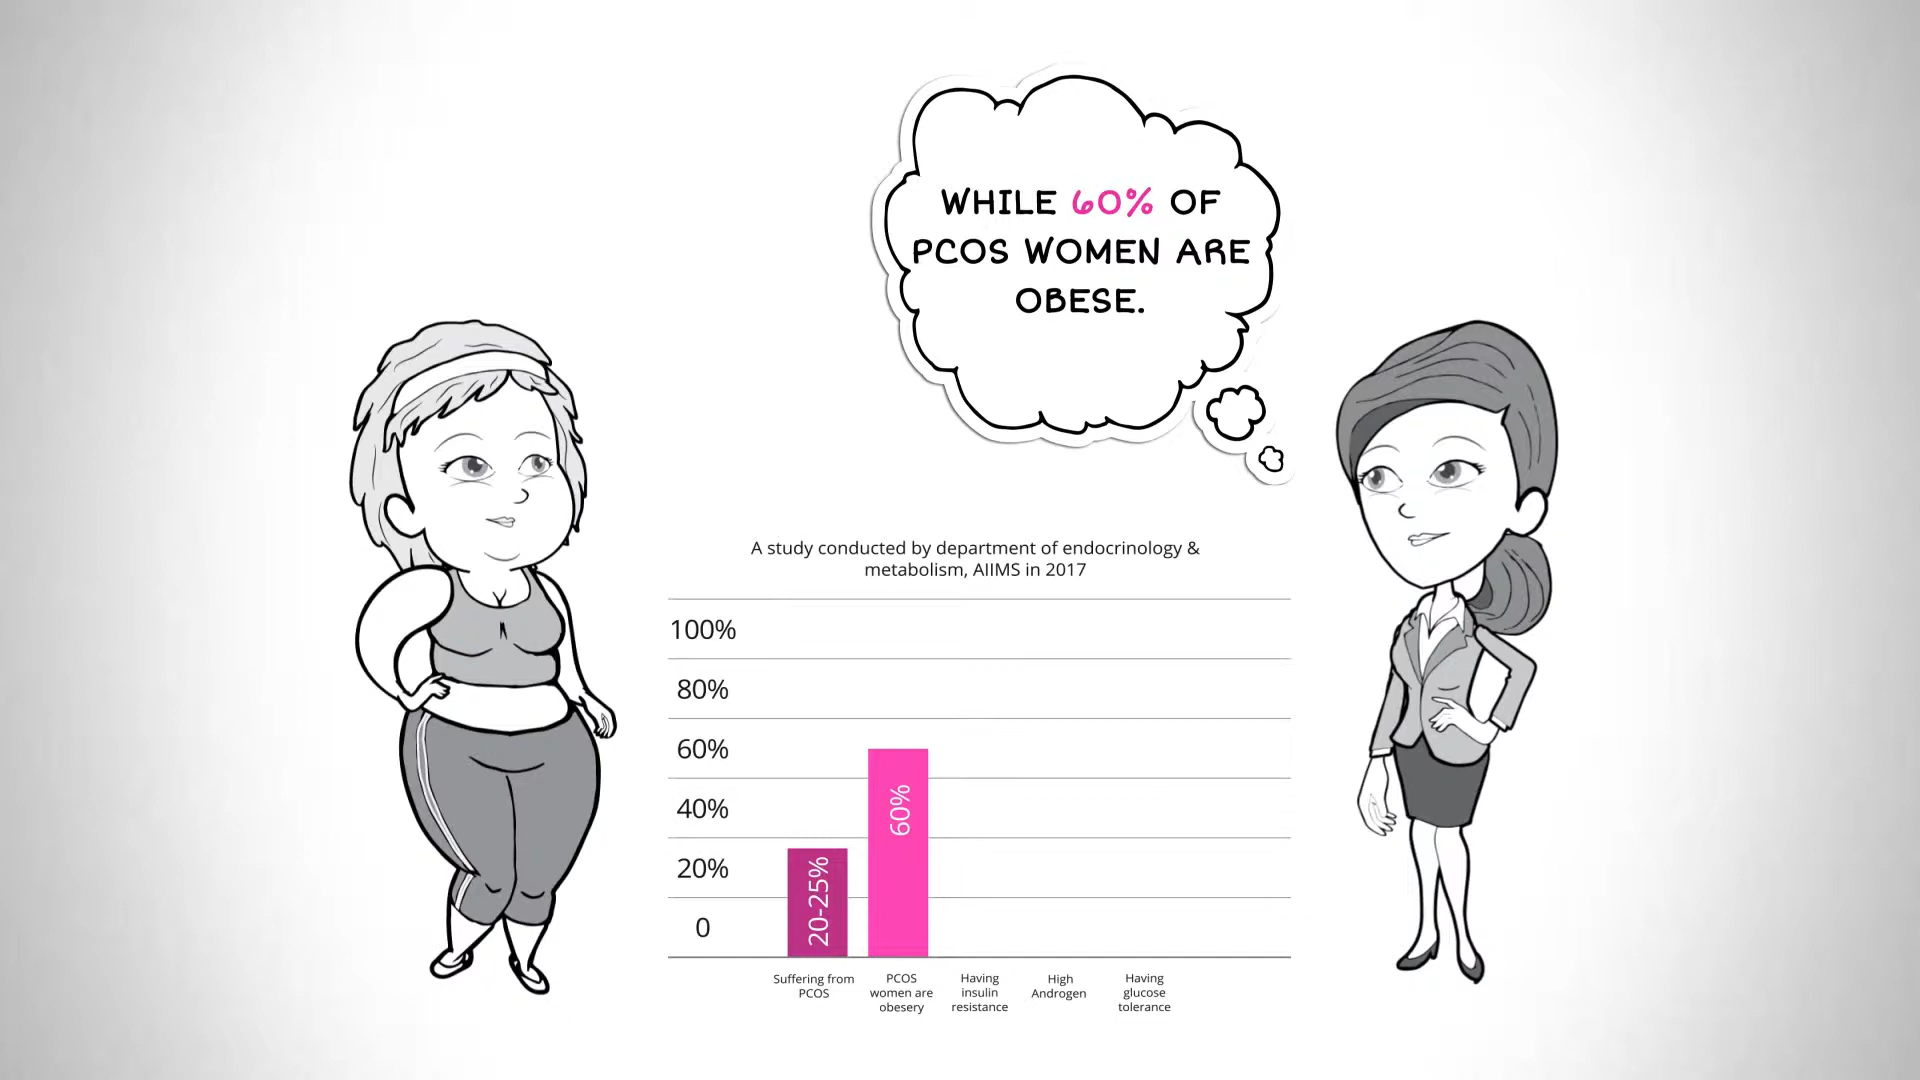 WHILE 60% OF
PCOS WOMEN ARE
OBESE.
A study conducted by department of endocrinology &
metabolism, AIIMS in 2017
100%
80%
60%
40%
20%
0
20-25%
60%
Suffering from
PCOS
PCOS
women are
obesery
Having
insulin
resistance
High
Androgen
Having
glucose
tolerance